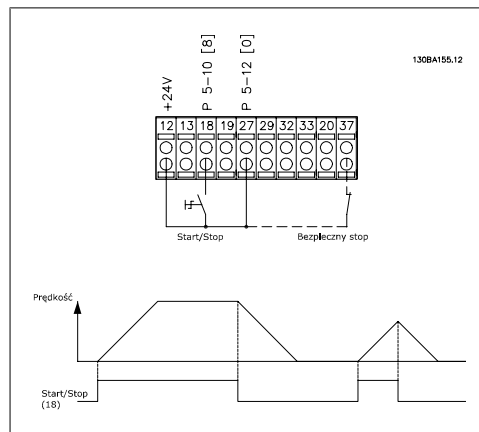 130BA155.12
+24V
P 5-10 [8]
P 5-12 [0]
12 13 18 19 27 29 32 33 20 37
Start/Stop
Bezpieczny stop
Prędkość
Start/Stop
(18)